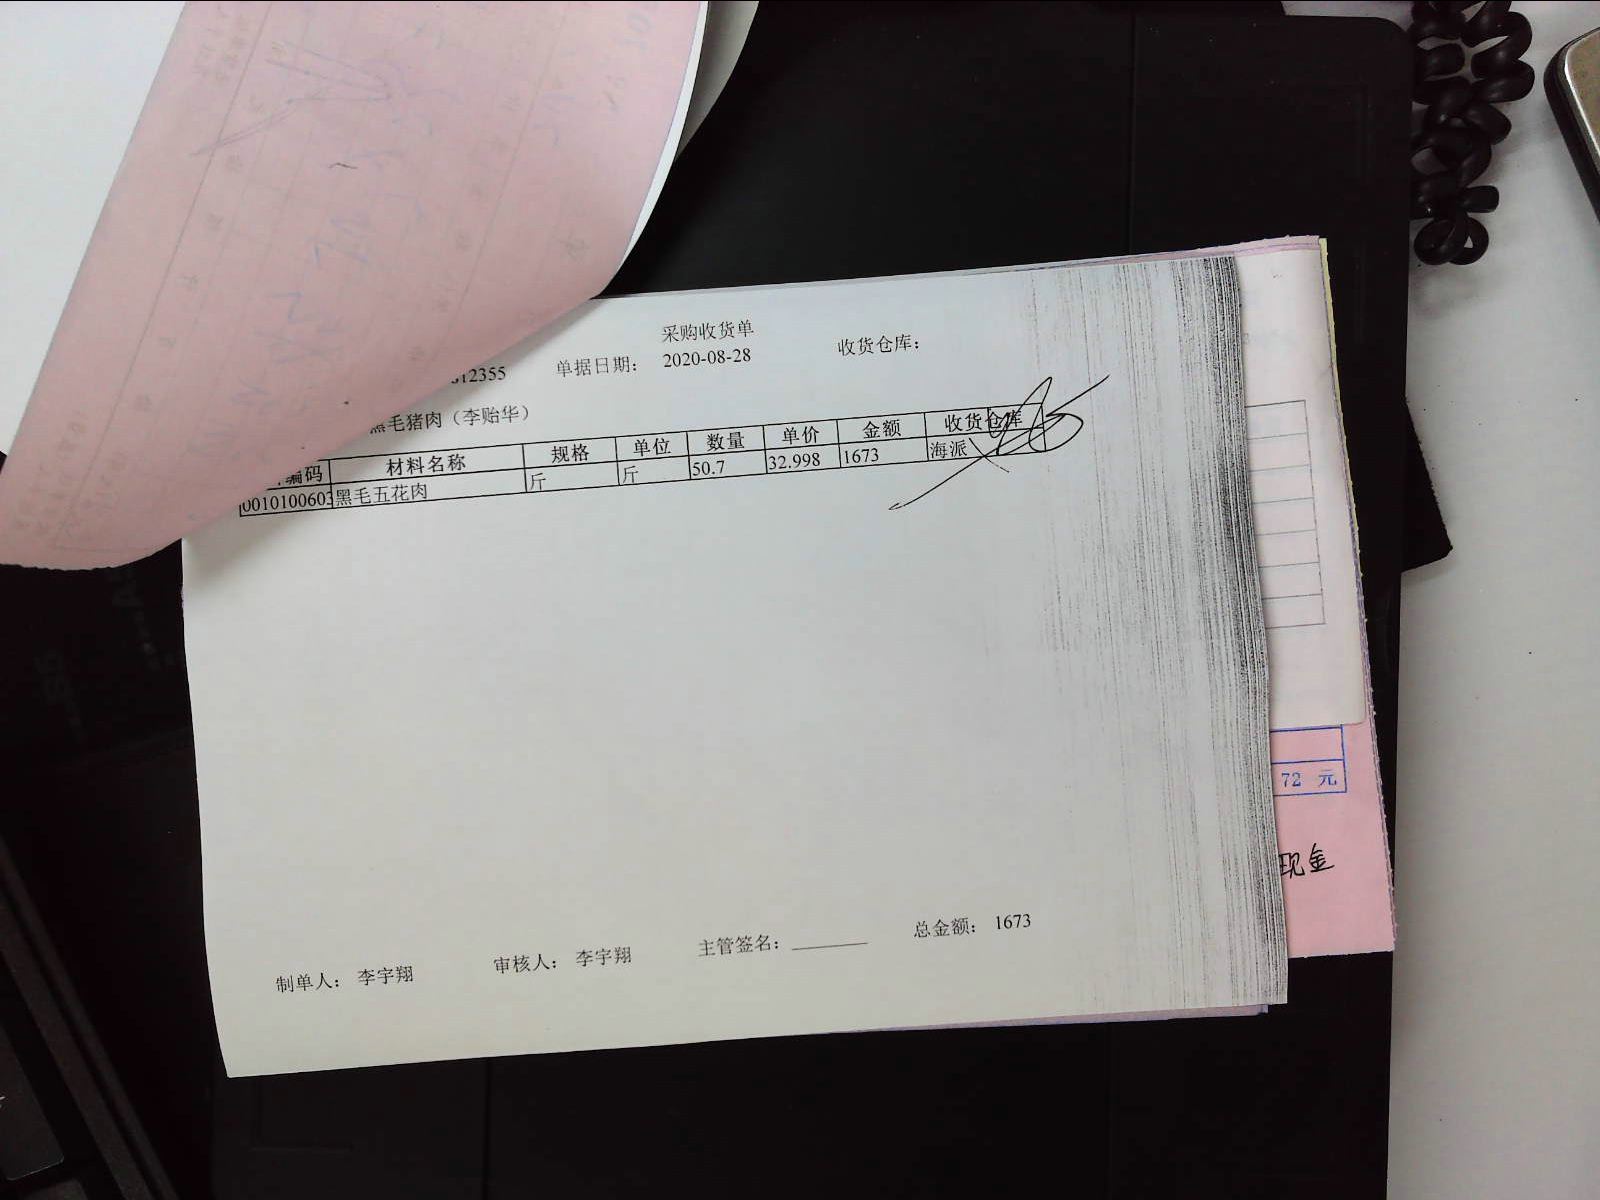 采购收货单
12355 单据日期： 2020-08-28 收货仓库：
黑毛猪肉（李贻华）
编码 材料名称 规格 单位 数量 单价 金额 收货仓库
0010100603 黑毛五花肉 斤 斤 50.7 32.998 1673 海派
72 元
现金
制单人： 李宇翔 审核人： 李宇翔 主管签名： 总金额： 1673